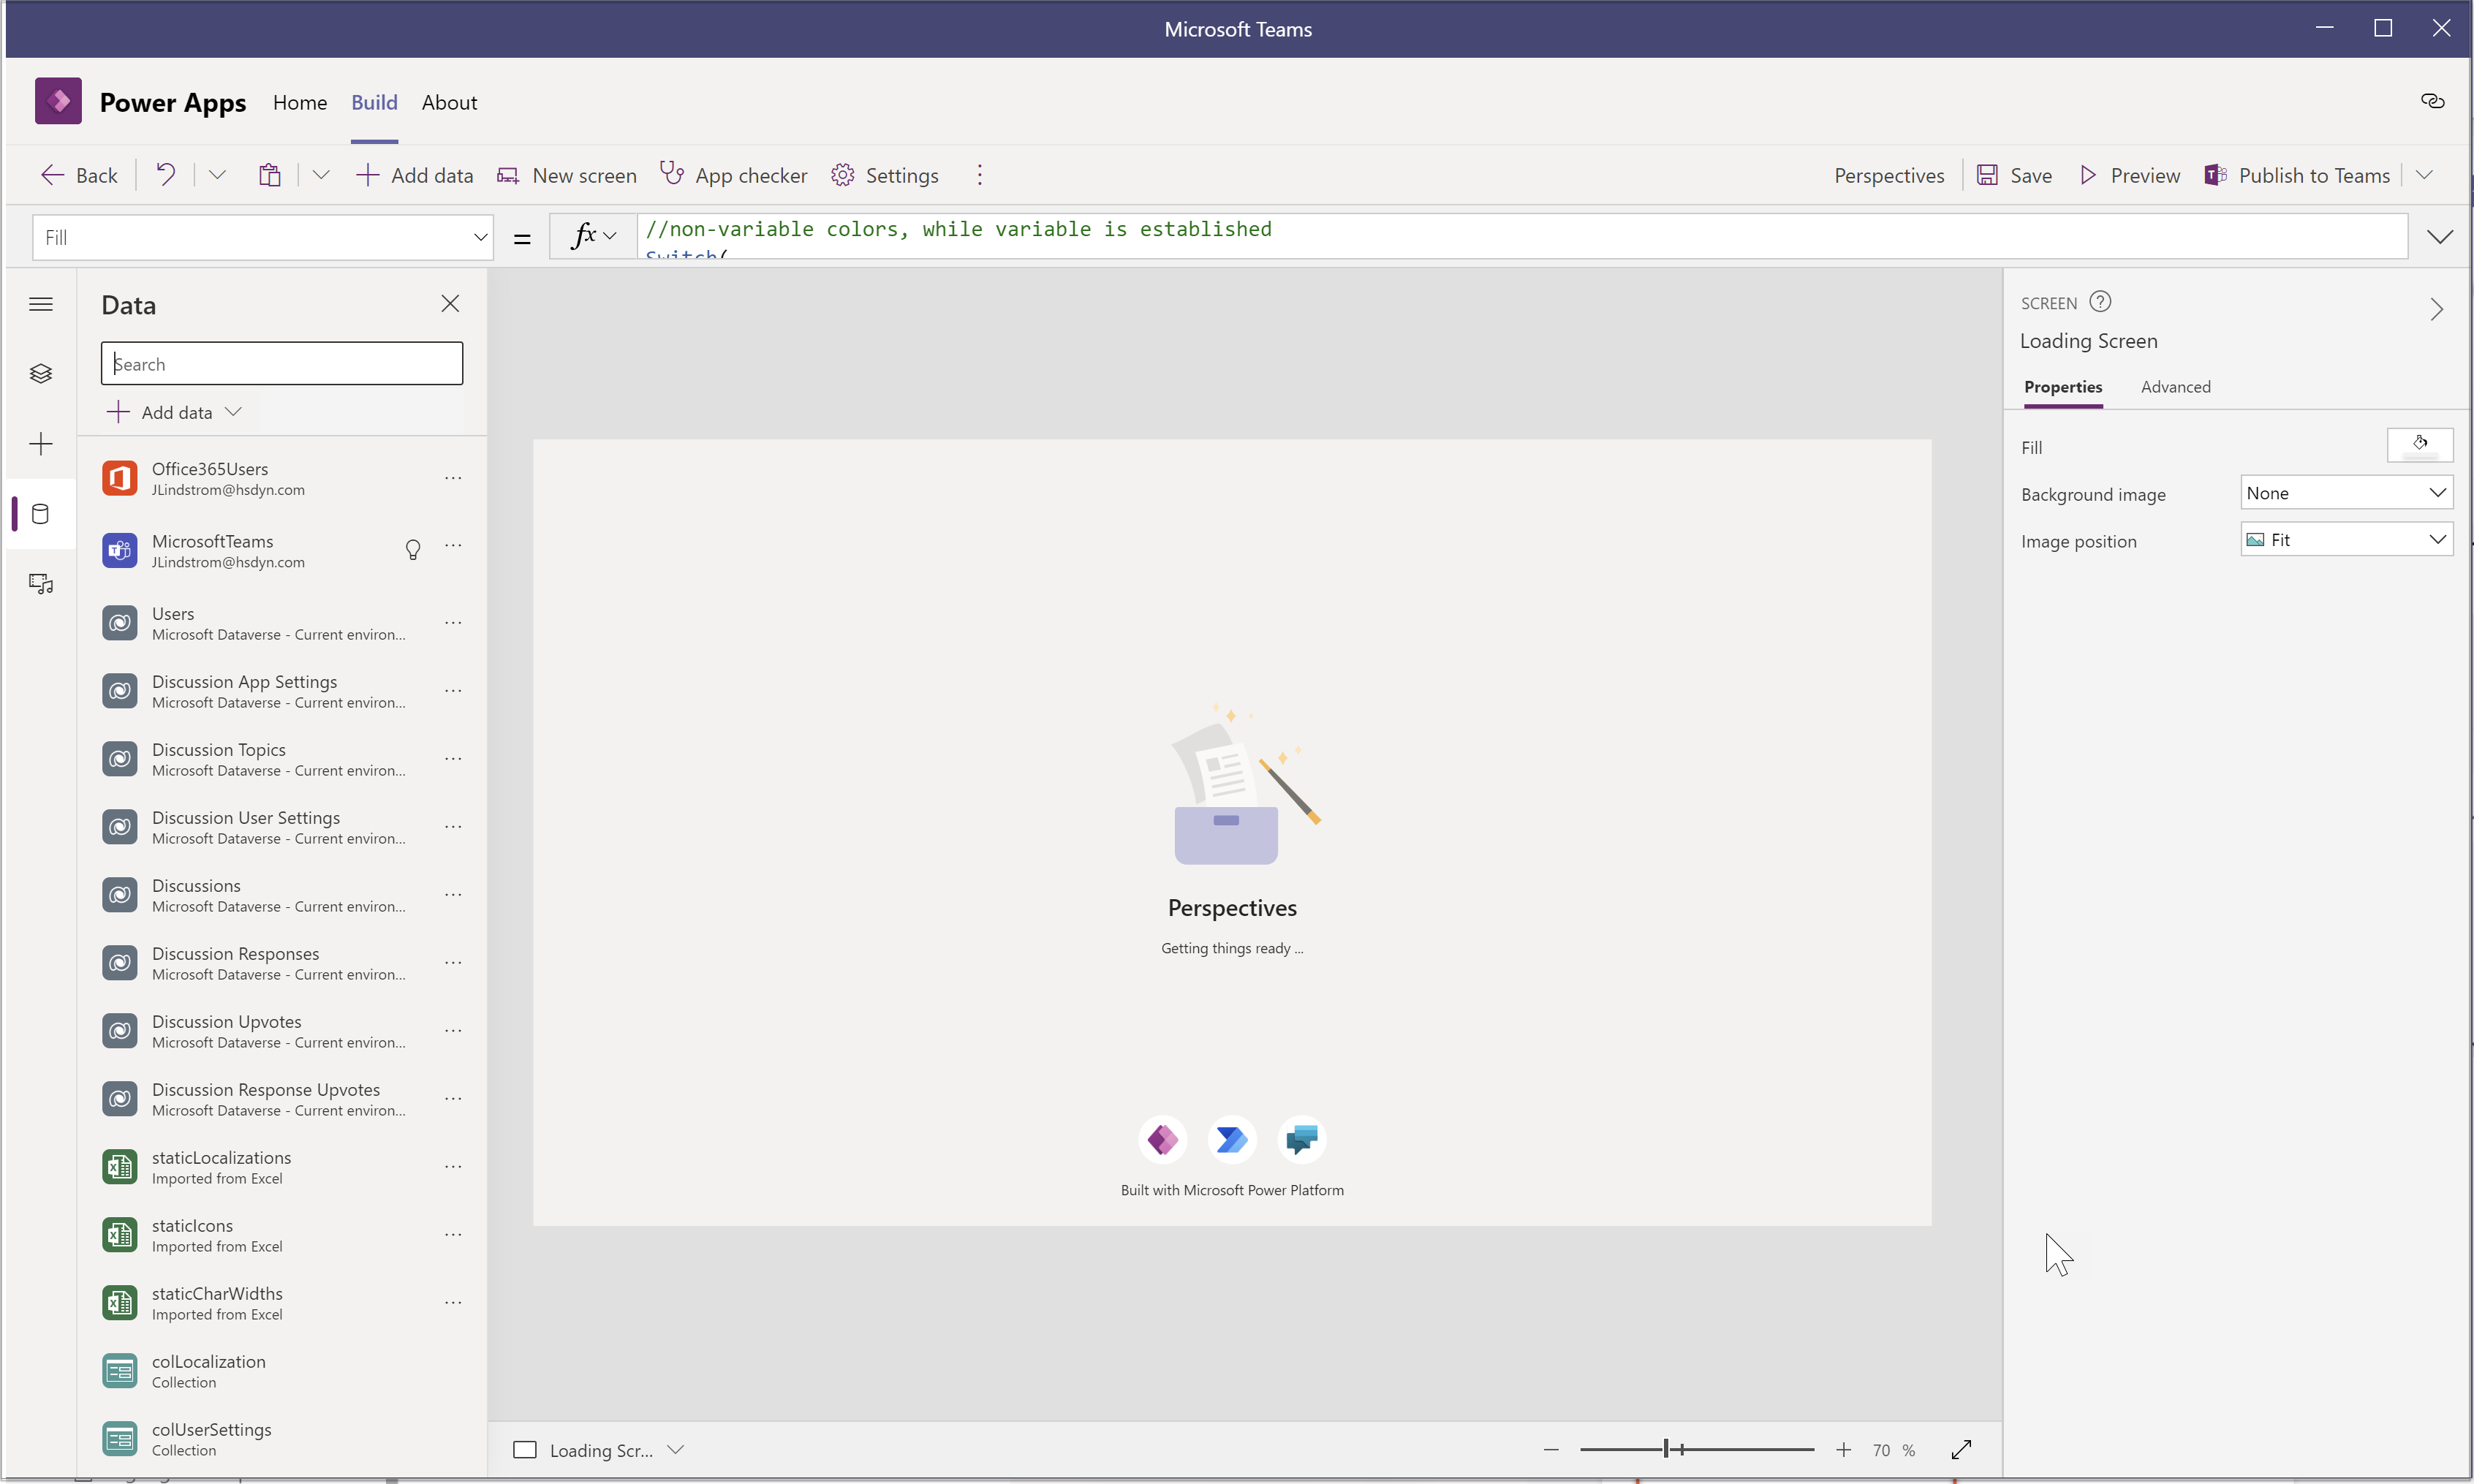 Microsoft Teams
Power Apps Home Build About
Back Add data New screen App checker Settings Perspectives Save Preview Publish to Teams
Fill = fx //non-variable colors, while variable is established
Switch(
Data
Search
Add data
Office365Users
JLindstrom@hsdyn.com
MicrosoftTeams
JLindstrom@hsdyn.com
Users
Microsoft Dataverse - Current environ...
Discussion App Settings
Microsoft Dataverse - Current environ...
Discussion Topics
Microsoft Dataverse - Current environ...
Discussion User Settings
Microsoft Dataverse - Current environ...
Discussions
Microsoft Dataverse - Current environ...
Discussion Responses
Microsoft Dataverse - Current environ...
Discussion Upvotes
Microsoft Dataverse - Current environ...
Discussion Response Upvotes
Microsoft Dataverse - Current environ...
staticLocalizations
Imported from Excel
staticIcons
Imported from Excel
staticCharWidths
Imported from Excel
colLocalization
Collection
colUserSettings
Collection
Perspectives
Getting things ready ...
Built with Microsoft Power Platform
Loading Scr... 70 %
SCREEN
Loading Screen
Properties Advanced
Fill
Background image None
Image position Fit